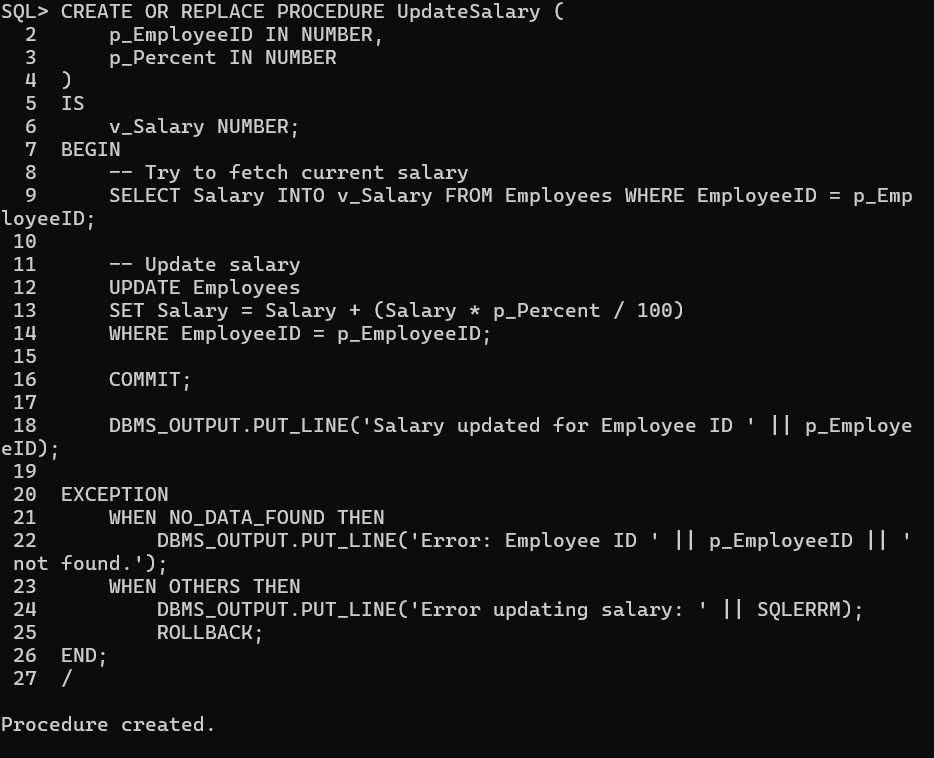 SQL> CREATE OR REPLACE PROCEDURE UpdateSalary (
  2      p_EmployeeID IN NUMBER,
  3      p_Percent IN NUMBER
  4  )
  5  IS
  6      v_Salary NUMBER;
  7  BEGIN
  8      -- Try to fetch current salary
  9      SELECT Salary INTO v_Salary FROM Employees WHERE EmployeeID = p_Emp
loyeeID;
 10
 11      -- Update salary
 12      UPDATE Employees
 13      SET Salary = Salary + (Salary * p_Percent / 100)
 14      WHERE EmployeeID = p_EmployeeID;
 15
 16      COMMIT;
 17
 18      DBMS_OUTPUT.PUT_LINE('Salary updated for Employee ID ' || p_Employe
eID);
 19
 20  EXCEPTION
 21      WHEN NO_DATA_FOUND THEN
 22          DBMS_OUTPUT.PUT_LINE('Error: Employee ID ' || p_EmployeeID || '
 not found.');
 23      WHEN OTHERS THEN
 24          DBMS_OUTPUT.PUT_LINE('Error updating salary: ' || SQLERRM);
 25          ROLLBACK;
 26  END;
 27  /

Procedure created.